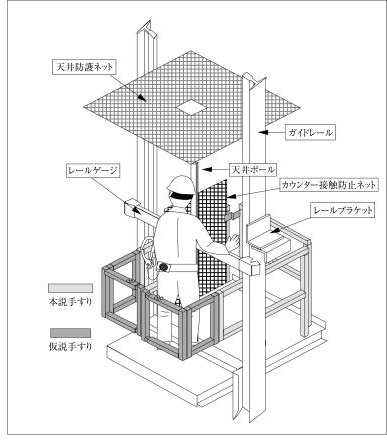 天井防護ネット
ガイドレール
レールゲージ
天井ポール
カウンター接触防止ネット
レールブラケット
本説手すり
仮説手すり